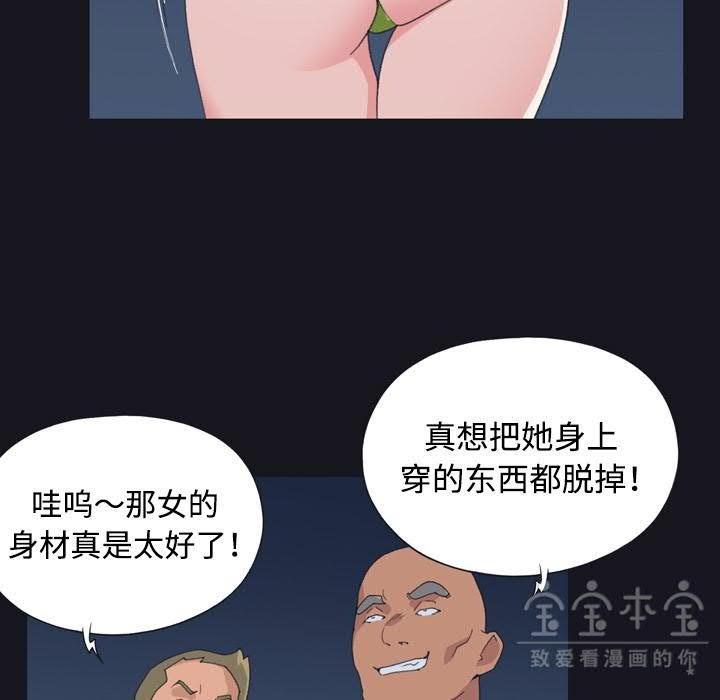 真想把她身上
穿的东西都脱掉！
哇呜～那女的
身材真是太好了！
宝宝本宝
致爱看漫画的你